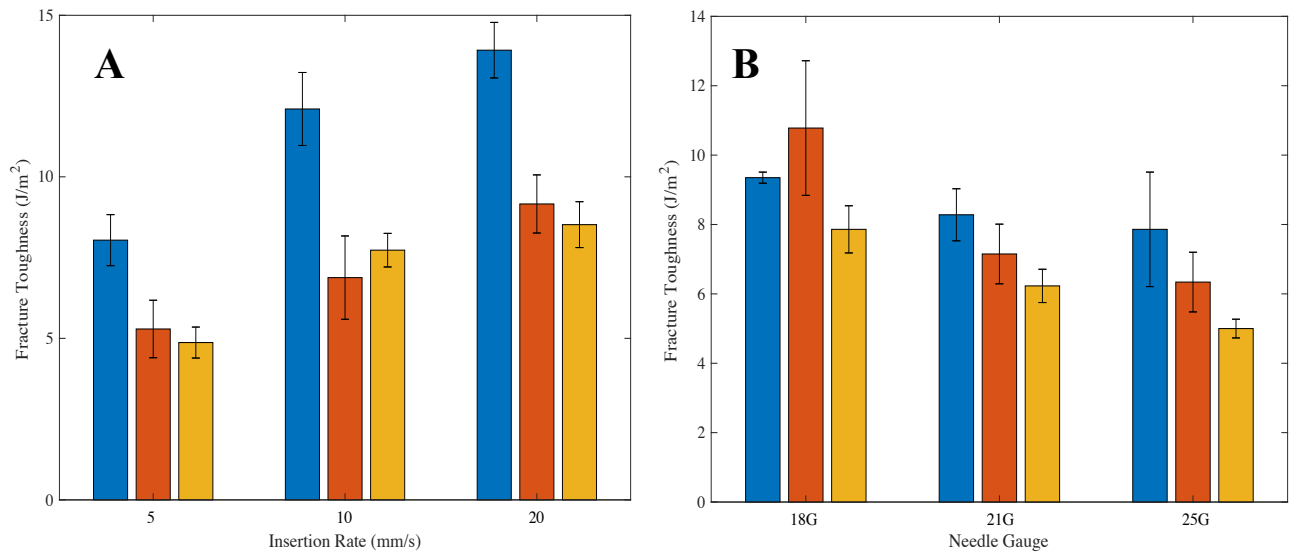 A
Fracture Toughness (J/m²)
15
10
5
0
5 10 20
Insertion Rate (mm/s)
B
Fracture Toughness (J/m²)
14
12
10
8
6
4
2
0
18G 21G 25G
Needle Gauge